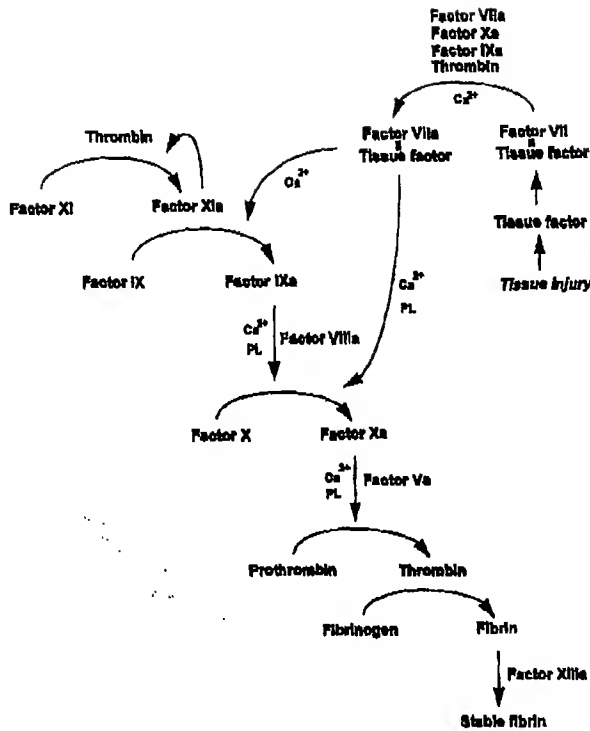 Factor VIIa
Factor Xa
Factor IXa
Thrombin
Ca2+
Thrombin
Factor VIIa
Tissue factor
Factor VII
Tissue factor
Ca2+
Factor XI
Factor XIa
Tissue factor
Factor IX
Factor IXa
Ca2+
PL
Tissue injury
Ca2+
PL
Factor VIIIa
Factor X
Factor Xa
Ca2+
PL
Factor Va
Prothrombin
Thrombin
Fibrinogen
Fibrin
Factor XIIIa
Stable fibrin